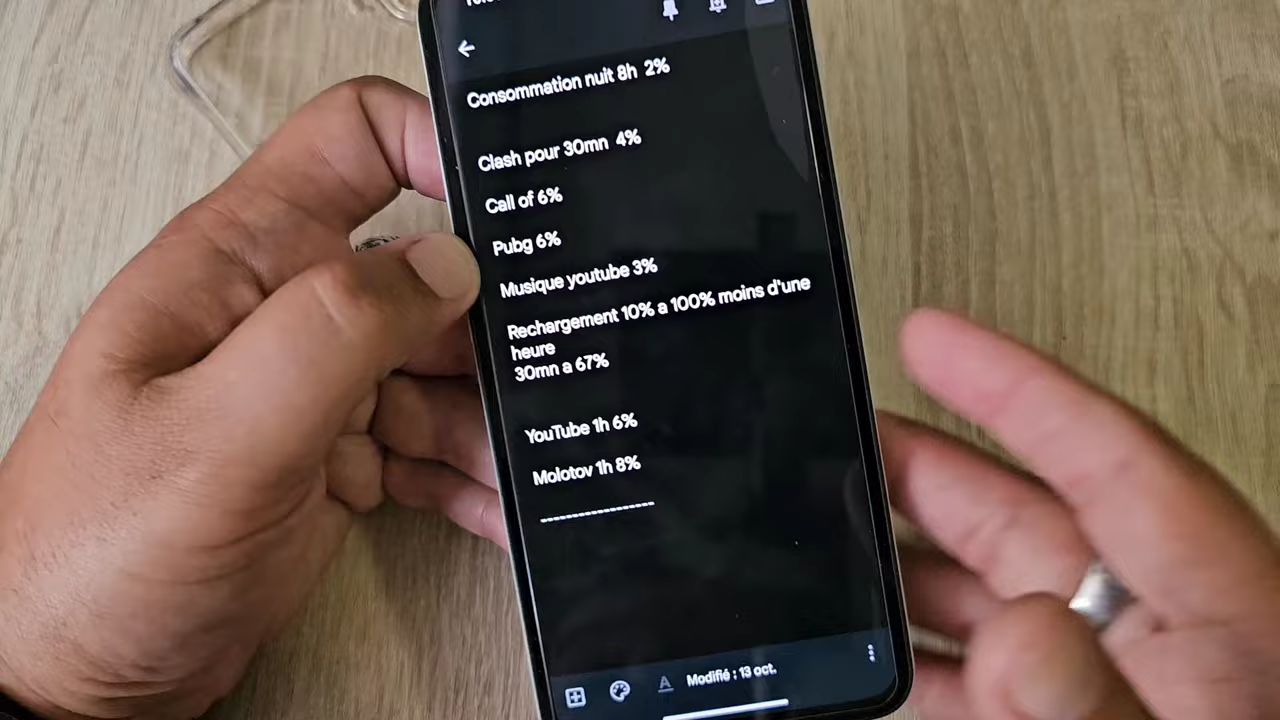 Consommation nuit 8h 2%
Clash pour 30mn 4%
Call of 6%
Pubg 6%
Musique youtube 3%
Rechargement 10% a 100% moins d'une
heure
30mn a 67%
YouTube 1h 6%
Molotov 1h 8%
-------------------
A Modifié : 13 oct.